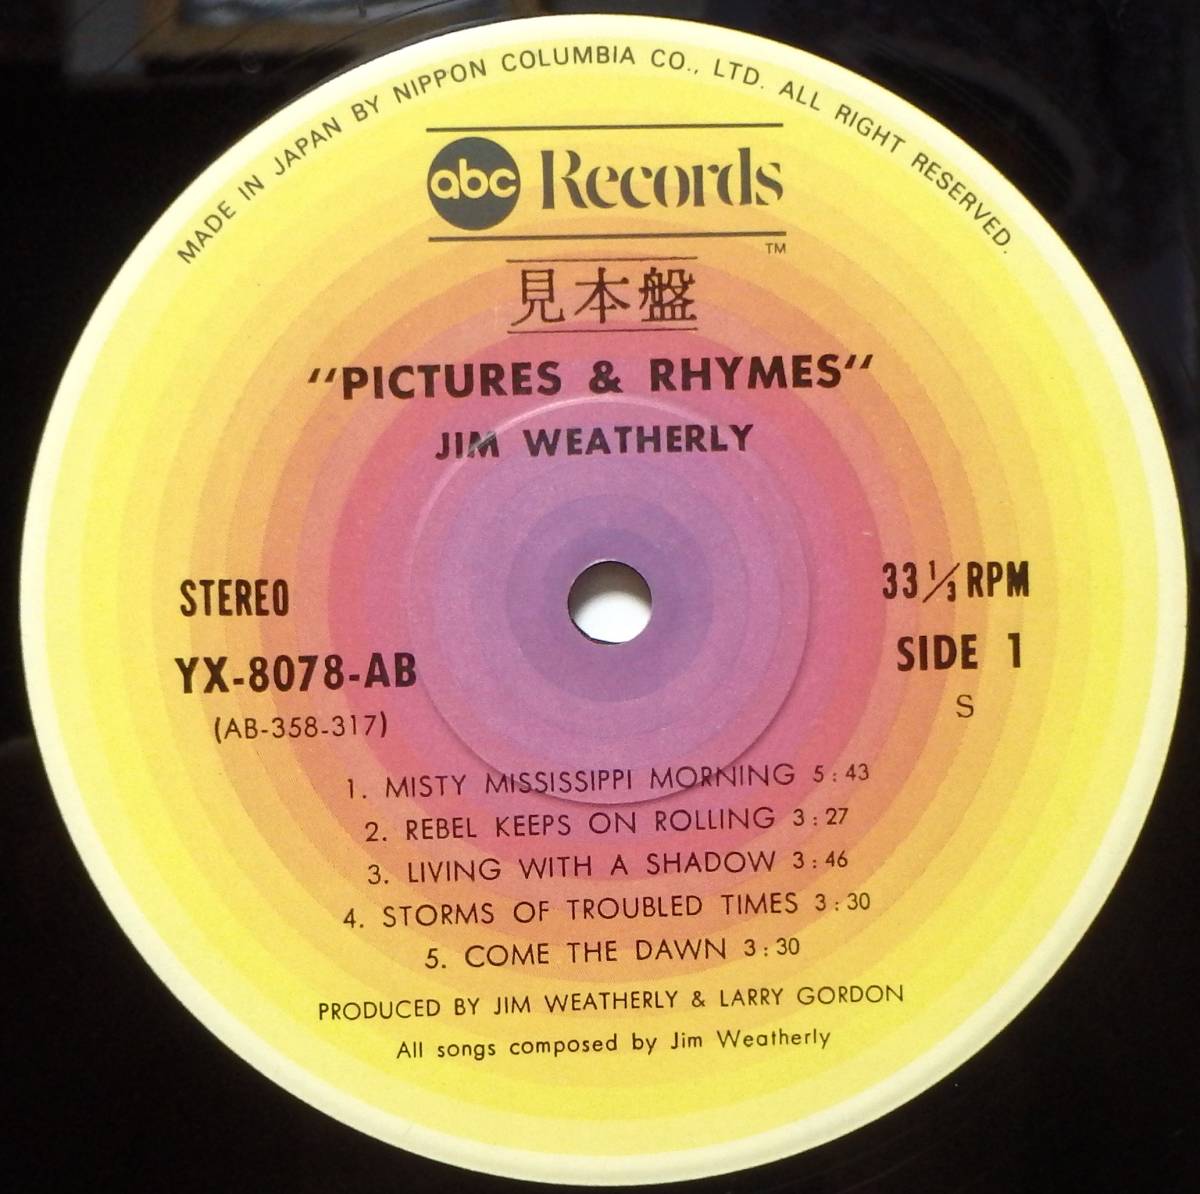 MADE IN JAPAN BY NIPPON COLUMBIA CO., LTD. ALL RIGHT RESERVED.
abc Records
TM
見本盤
"PICTURES & RHYMES"
JIM WEATHERLY
STEREO
33 1/3 RPM
YX-8078-AB
SIDE 1
(AB-358-317)
S
1. MISTY MISSISSIPPI MORNING 5:43
2. REBEL KEEPS ON ROLLING 3:27
3. LIVING WITH A SHADOW 3:46
4. STORMS OF TROUBLED TIMES 3:30
5. COME THE DAWN 3:30
PRODUCED BY JIM WEATHERLY & LARRY GORDON
All songs composed by Jim Weatherly